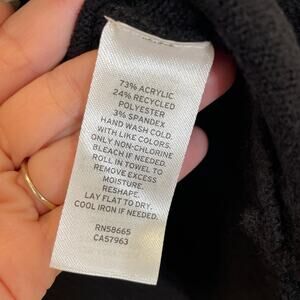 73% ACRYLIC
24% RECYCLED
POLYESTER
3% SPANDEX
HAND WASH COLD.
WITH LIKE COLORS.
ONLY NON-CHLORINE
BLEACH IF NEEDED.
ROLL IN TOWEL TO
REMOVE EXCESS
MOISTURE.
RESHAPE.
LAY FLAT TO DRY.
COOL IRON IF NEEDED.
RN58665
CA57963